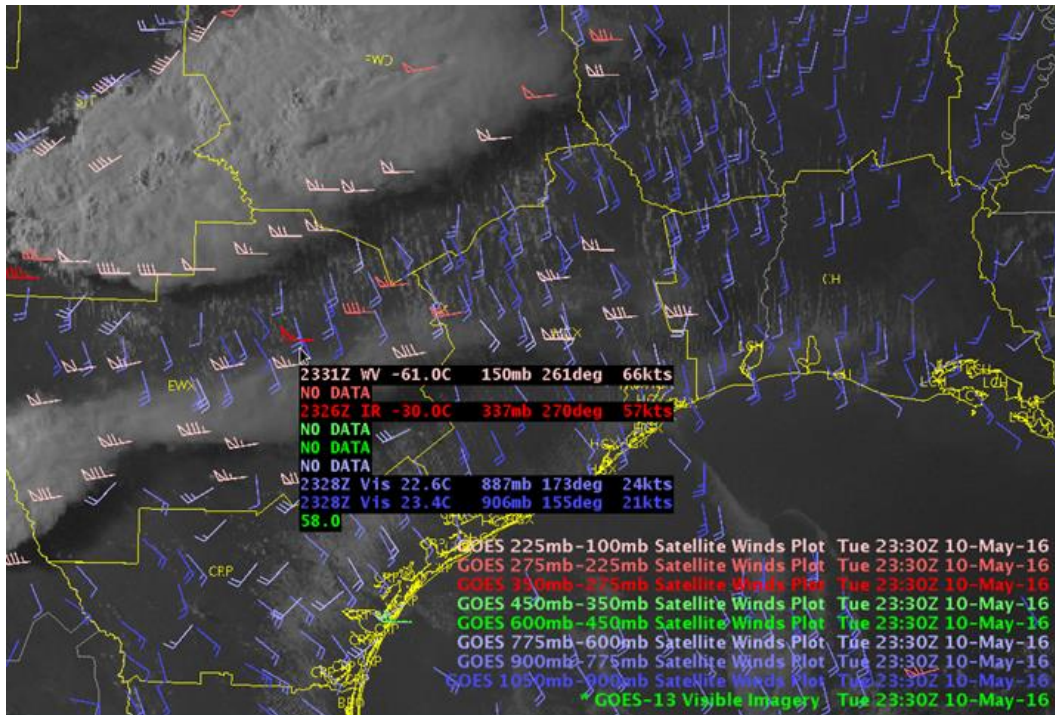 FWD
SJT
CH
LCH
EWX
LCH
LCH
LCH
LCH
2331Z WV -61.0C 150mb 261deg 66kts
NO DATA
2326Z IR -30.0C 337mb 270deg 57kts
NO DATA
NO DATA
NO DATA
2328Z Vis 22.6C 887mb 173deg 24kts
2328Z Vis 23.4C 906mb 155deg 21kts
58.0
GOES 225mb-100mb Satellite Winds Plot Tue 23:30Z 10-May-16
GOES 275mb-225mb Satellite Winds Plot Tue 23:30Z 10-May-16
GOES 350mb-275mb Satellite Winds Plot Tue 23:30Z 10-May-16
GOES 450mb-350mb Satellite Winds Plot Tue 23:30Z 10-May-16
CRP
GOES 600mb-450mb Satellite Winds Plot Tue 23:30Z 10-May-16
GOES 775mb-600mb Satellite Winds Plot Tue 23:30Z 10-May-16
GOES 900mb-775mb Satellite Winds Plot Tue 23:30Z 10-May-16
GOES 1050mb-900mb Satellite Winds Plot Tue 23:30Z 10-May-16
* GOES-13 Visible Imagery Tue 23:30Z 10-May-16